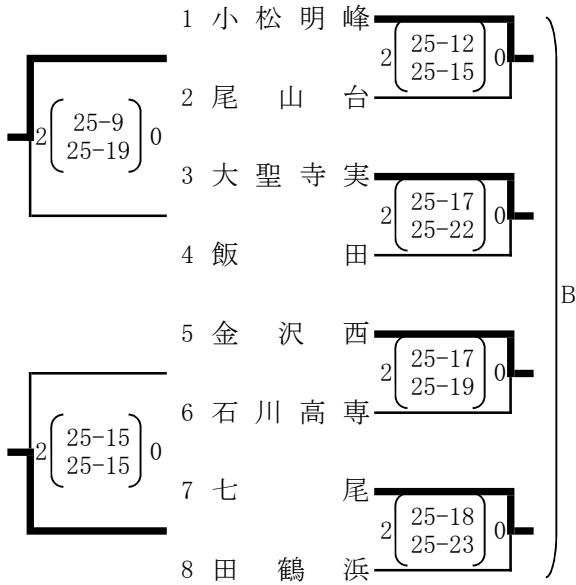 1 小松明峰
2 ( 25-12 25-15 ) 0
2 尾山台
2 ( 25-9 25-19 ) 0
3 大聖寺実
2 ( 25-17 25-22 ) 0
4 飯田
B
5 金沢西
2 ( 25-17 25-19 ) 0
6 石川高専
2 ( 25-15 25-15 ) 0
7 七尾
2 ( 25-18 25-23 ) 0
8 田鶴浜